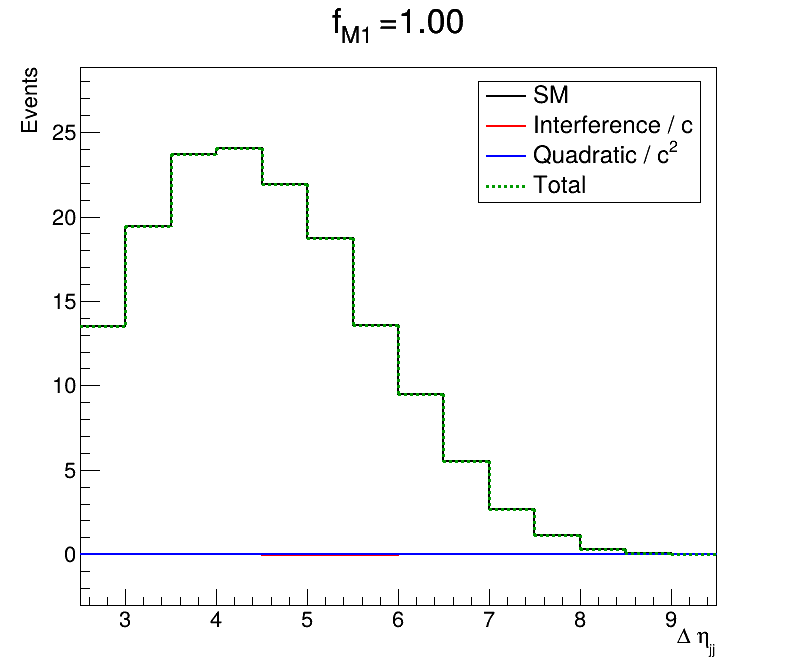 f_M1 =1.00
Events
SM
Interference / c
Quadratic / c²
Total
25
20
15
10
5
0
3 4 5 6 7 8 9
Δ η_jj